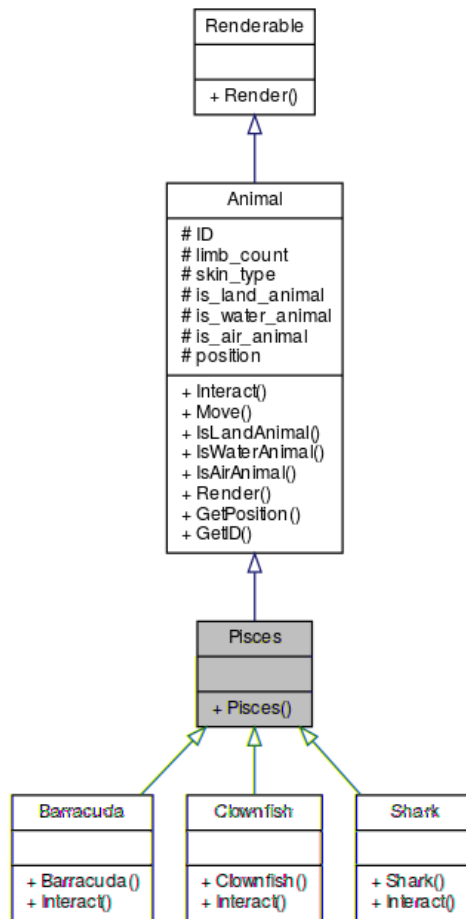 Renderable
+ Render()
Animal
# ID
# limb_count
# skin_type
# is_land_animal
# is_water_animal
# is_air_animal
# position
+ Interact()
+ Move()
+ IsLandAnimal()
+ IsWaterAnimal()
+ IsAirAnimal()
+ Render()
+ GetPosition()
+ GetID()
Pisces
+ Pisces()
Barracuda
+ Barracuda()
+ Interact()
Clownfish
+ Clownfish()
+ Interact()
Shark
+ Shark()
+ Interact()